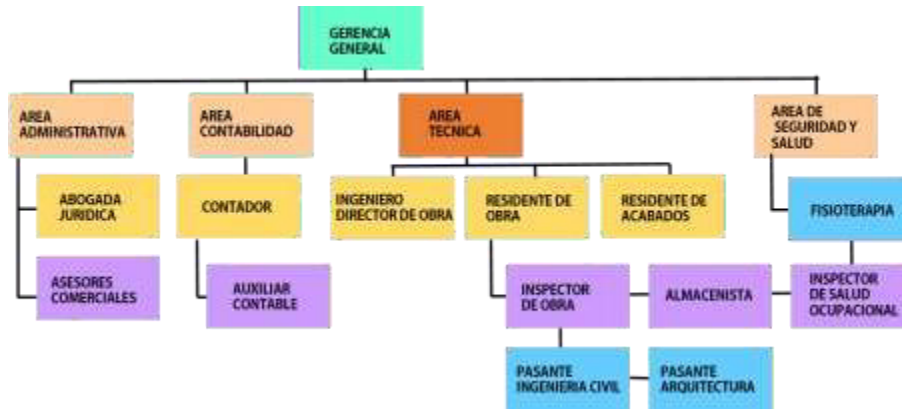 GERENCIA
GENERAL
AREA
ADMINISTRATIVA
AREA
CONTABILIDAD
AREA
TECNICA
AREA DE
SEGURIDAD Y
SALUD
ABOGADA
JURIDICA
CONTADOR
INGENIERO
DIRECTOR DE OBRA
RESIDENTE DE
OBRA
RESIDENTE DE
ACABADOS
FISIOTERAPIA
ASESORES
COMERCIALES
AUXILIAR
CONTABLE
INSPECTOR
DE OBRA
ALMACENISTA
INSPECTOR
DE SALUD
OCUPACIONAL
PASANTE
INGENIERIA CIVIL
PASANTE
ARQUITECTURA